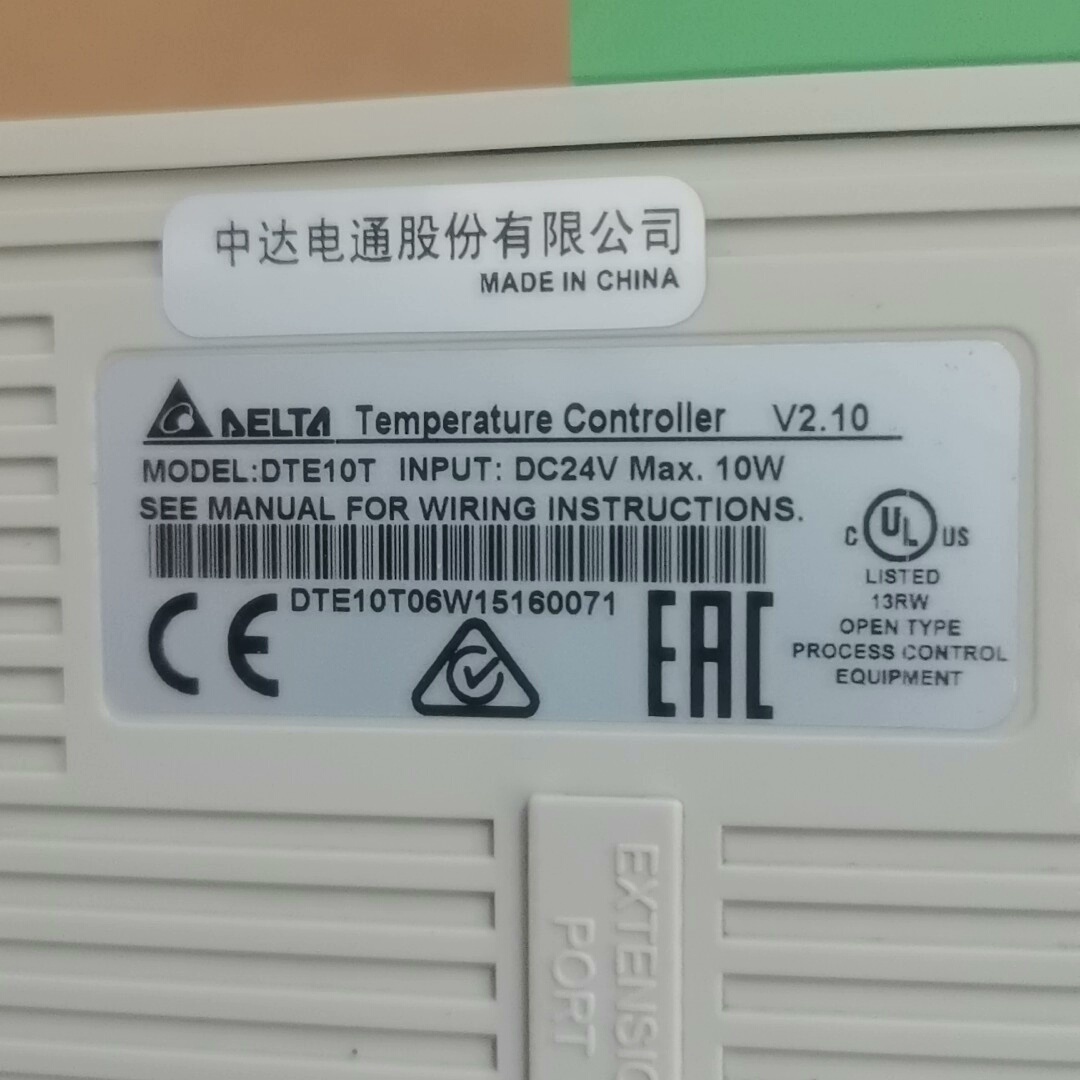 中达电通股份有限公司
MADE IN CHINA
DELTA Temperature Controller V2.10
MODEL:DTE10T INPUT: DC24V Max. 10W
SEE MANUAL FOR WIRING INSTRUCTIONS.
DTE10T06W15160071
CE
EAC
C UL US
LISTED
13RW
OPEN TYPE
PROCESS CONTROL
EQUIPMENT
PORT